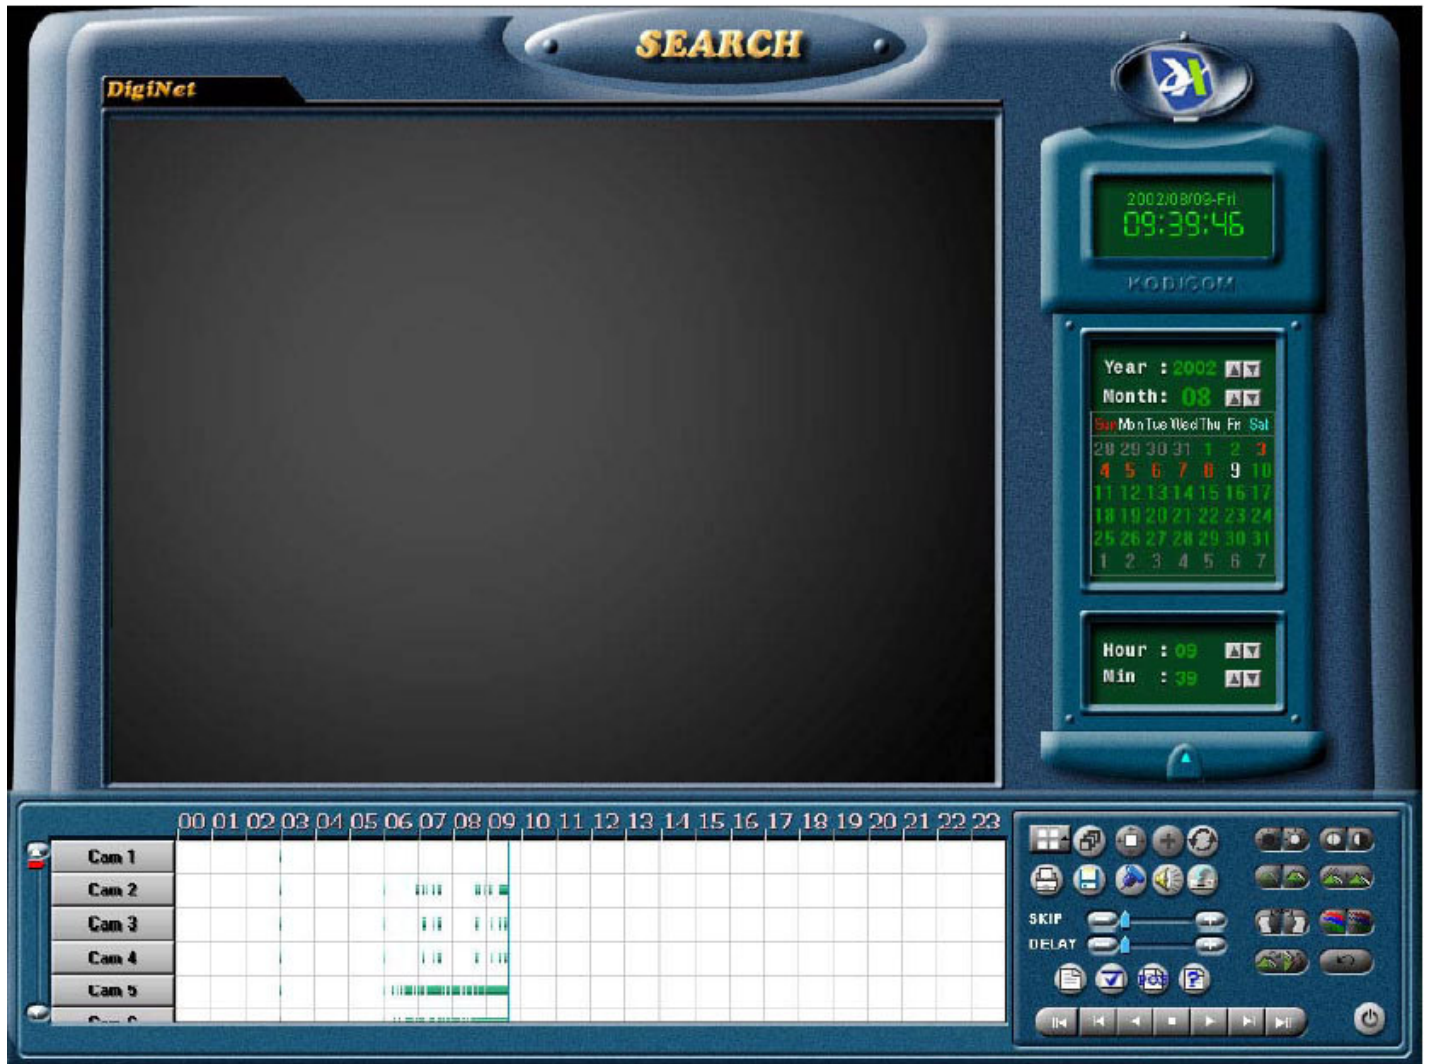 SEARCH
DigiNet
2002/08/09-Fri
09:39:46
KODICOM
Year : 2002
Month: 08
Sun Mon Tue Wed Thu Fri Sat
28 29 30 31 1 2 3
4 5 6 7 8 9 10
11 12 13 14 15 16 17
18 19 20 21 22 23 24
25 26 27 28 29 30 31
1 2 3 4 5 6 7
Hour : 09
Min : 39
00 01 02 03 04 05 06 07 08 09 10 11 12 13 14 15 16 17 18 19 20 21 22 23
Cam 1
Cam 2
Cam 3
Cam 4
Cam 5
SKIP
DELAY
POS